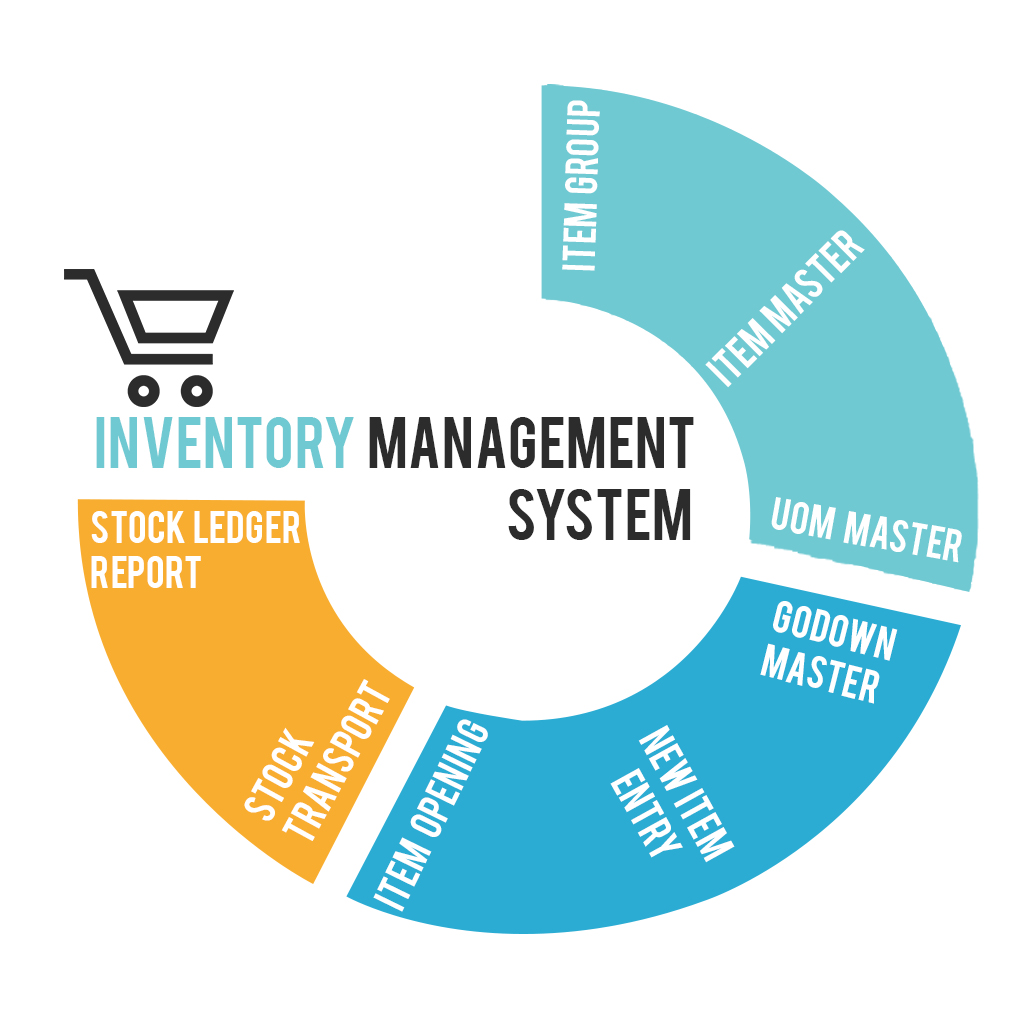 ITEM GROUP
ITEM MASTER
UOM MASTER
GODOWN
MASTER
NEW ITEM
ENTRY
ITEM OPENING
STOCK
TRANSPORT
STOCK LEDGER
REPORT
INVENTORY MANAGEMENT
SYSTEM